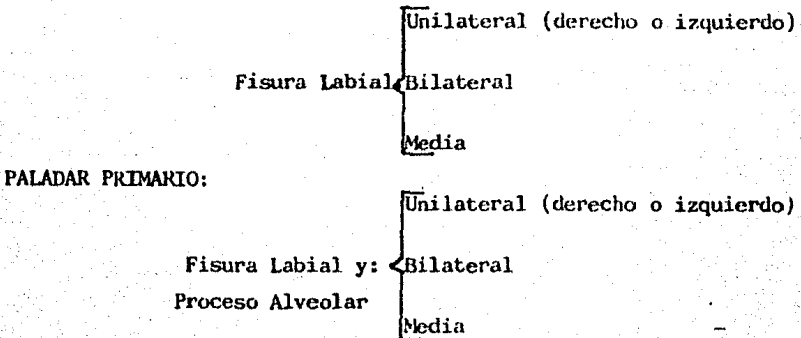 Unilateral (derecho o izquierdo)
Fisura Labial Bilateral
Media
PALADAR PRIMARIO:
Unilateral (derecho o izquierdo)
Fisura Labial y: Bilateral
Proceso Alveolar
Media